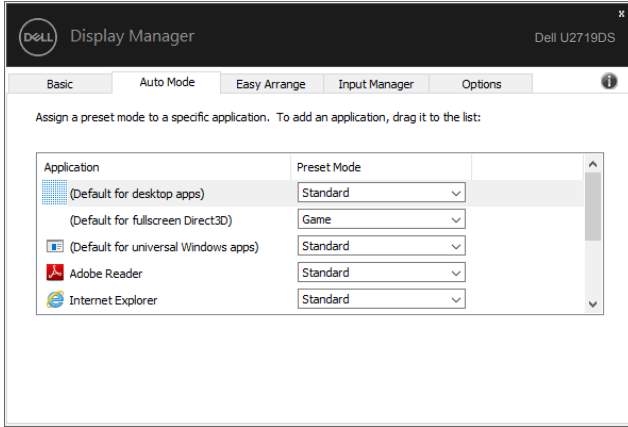 x
DELL Display Manager Dell U2719DS
Basic Auto Mode Easy Arrange Input Manager Options i
Assign a preset mode to a specific application. To add an application, drag it to the list:
Application Preset Mode
(Default for desktop apps) Standard
(Default for fullscreen Direct3D) Game
(Default for universal Windows apps) Standard
Adobe Reader Standard
Internet Explorer Standard